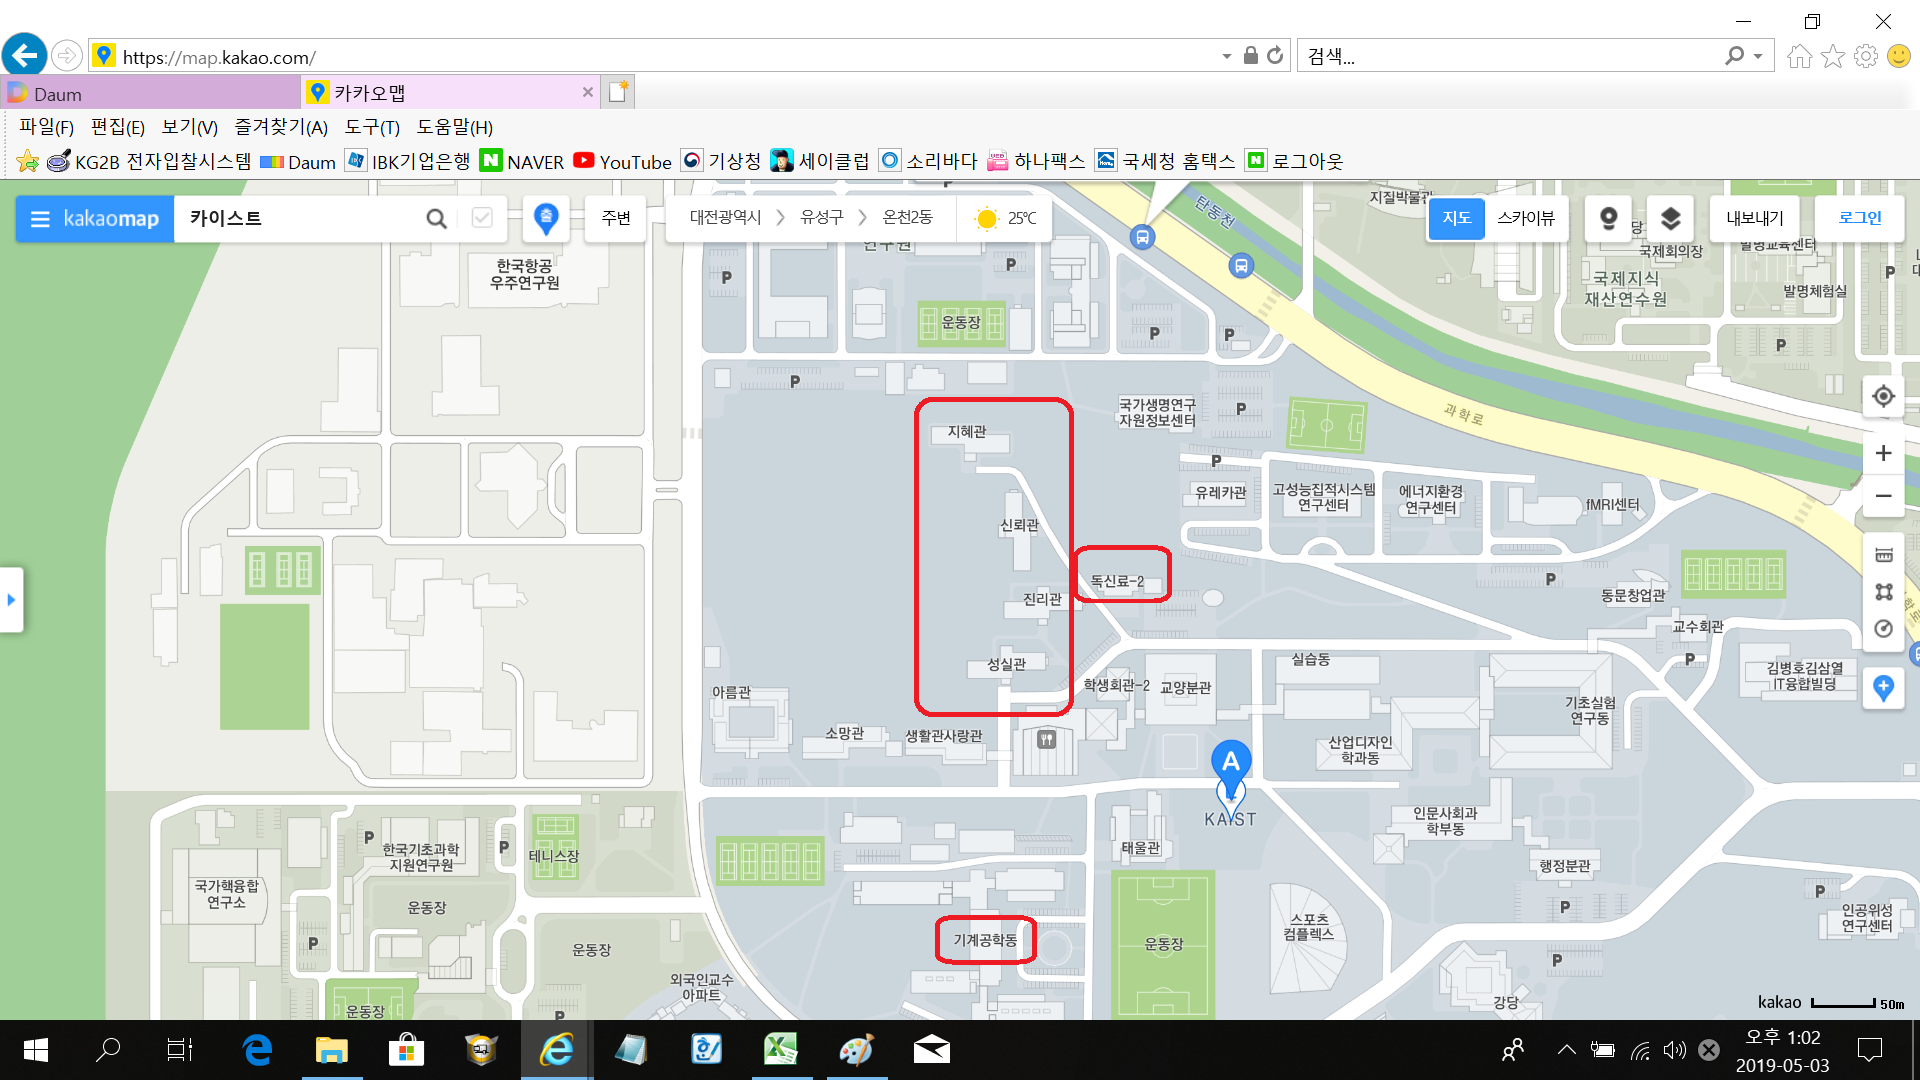 https://map.kakao.com/
검색...
Daum
카카오맵
파일(F) 편집(E) 보기(V) 즐겨찾기(A) 도구(T) 도움말(H)
KG2B 전자입찰시스템 Daum IBK기업은행 NAVER YouTube 기상청 세이클럽 소리바다 하나팩스 국세청 홈택스 로그아웃
kakaomap
카이스트
주변
대전광역시 유성구 온천2동
25℃
탄동천
지질박물관
지도 스카이뷰
내보내기
로그인
국제회의장
발명교육센터
연구원
한국항공
우주연구원
P
P
국제지식
재산연수원
발명체험실
P
운동장
P
P
P
P
국가생명연구
자원정보센터
P
과학로
지혜관
P
유레카관
고성능집적시스템
연구센터
에너지환경
연구센터
fMRI센터
신뢰관
독신료-2
P
진리관
동문창업관
교수회관
성실관
실습동
P
김병호김삼열
IT융합빌딩
아름관
학생회관-2
교양분관
기초실험
연구동
소망관
생활관사랑관
산업디자인
학과동
A
KAIST
인문사회과
학부동
P
한국기초과학
지원연구원
P
테니스장
태울관
행정분관
국가핵융합
연구소
운동장
P
P
인공위성
연구센터
스포츠
컴플렉스
P
운동장
기계공학동
운동장
P
외국인교수
아파트
강당
운동장
P
kakao 50m
오후 1:02
2019-05-03